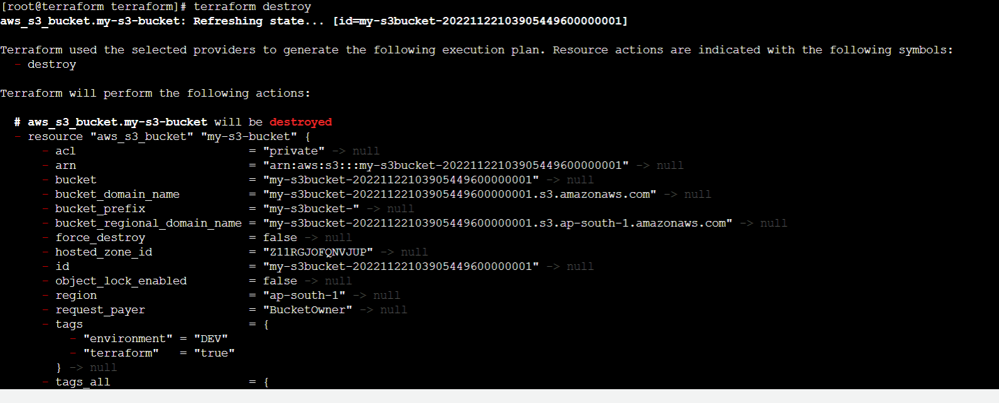 [root@terraform terraform]# terraform destroy
aws_s3_bucket.my-s3-bucket: Refreshing state... [id=my-s3bucket-20221122103905449600000001]
Terraform used the selected providers to generate the following execution plan. Resource actions are indicated with the following symbols:
- destroy
Terraform will perform the following actions:
# aws_s3_bucket.my-s3-bucket will be destroyed
- resource "aws_s3_bucket" "my-s3-bucket" {
- acl = "private" -> null
- arn = "arn:aws:s3:::my-s3bucket-20221122103905449600000001" -> null
- bucket = "my-s3bucket-20221122103905449600000001" -> null
- bucket_domain_name = "my-s3bucket-20221122103905449600000001.s3.amazonaws.com" -> null
- bucket_prefix = "my-s3bucket-" -> null
- bucket_regional_domain_name = "my-s3bucket-20221122103905449600000001.s3.ap-south-1.amazonaws.com" -> null
- force_destroy = false -> null
- hosted_zone_id = "Z11RGJOFQNVJUP" -> null
- id = "my-s3bucket-20221122103905449600000001" -> null
- object_lock_enabled = false -> null
- region = "ap-south-1" -> null
- request_payer = "BucketOwner" -> null
- tags = {
- "environment" = "DEV"
- "terraform" = "true"
} -> null
- tags_all = {